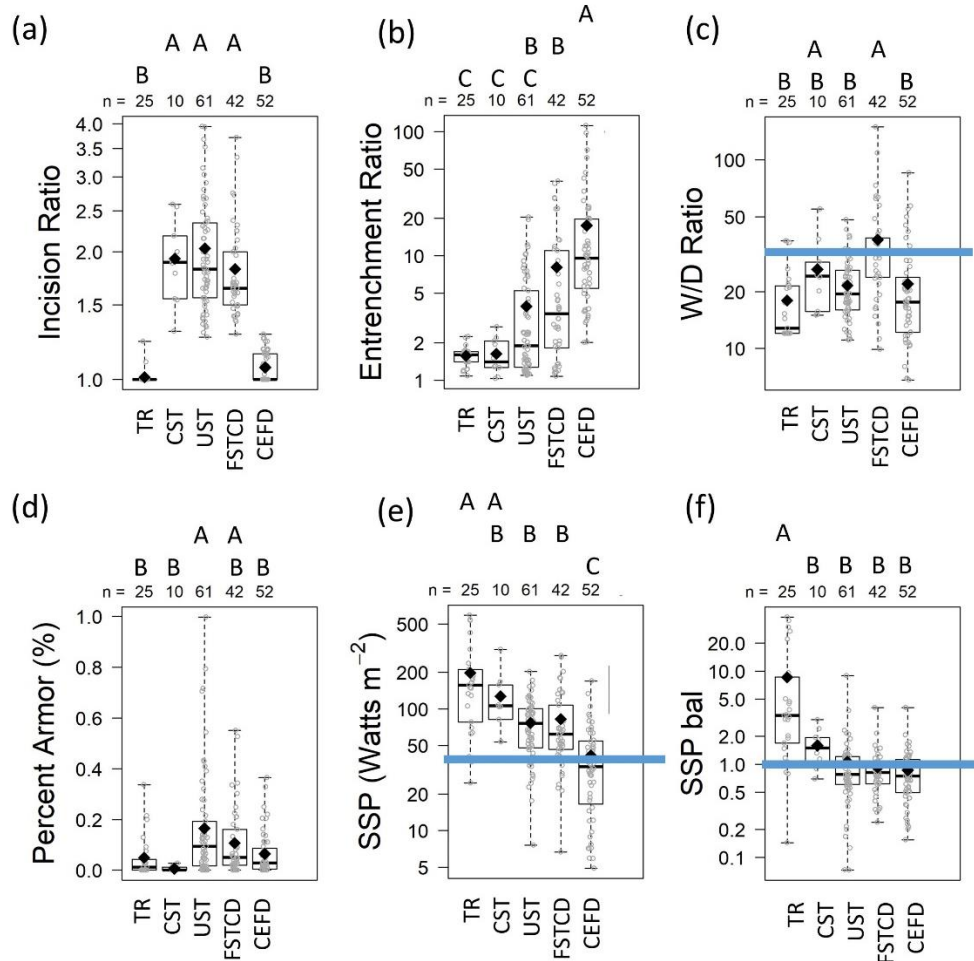 (a)
A A A
B B
n = 25 10 61 42 52
Incision Ratio
4.0
3.5
3.0
2.5
2.0
1.5
1.0
TR
CST
UST
FSTCD
CEFD
(b)
A
B B
C C C
n = 25 10 61 42 52
Entrenchment Ratio
100
50
20
10
5
2
1
TR
CST
UST
FSTCD
CEFD
(c)
A A
B B B B
n = 25 10 61 42 52
W/D Ratio
100
50
20
10
TR
CST
UST
FSTCD
CEFD
(d)
A A
B B B B
n = 25 10 61 42 52
Percent Armor (%)
1.0
0.8
0.6
0.4
0.2
0.0
TR
CST
UST
FSTCD
CEFD
(e)
A A
B B B
C
n = 25 10 61 42 52
SSP (Watts m⁻²)
500
200
100
50
20
10
5
TR
CST
UST
FSTCD
CEFD
(f)
A
B B B B
n = 25 10 61 42 52
SSP bal
20.0
10.0
5.0
2.0
1.0
0.5
0.1
TR
CST
UST
FSTCD
CEFD